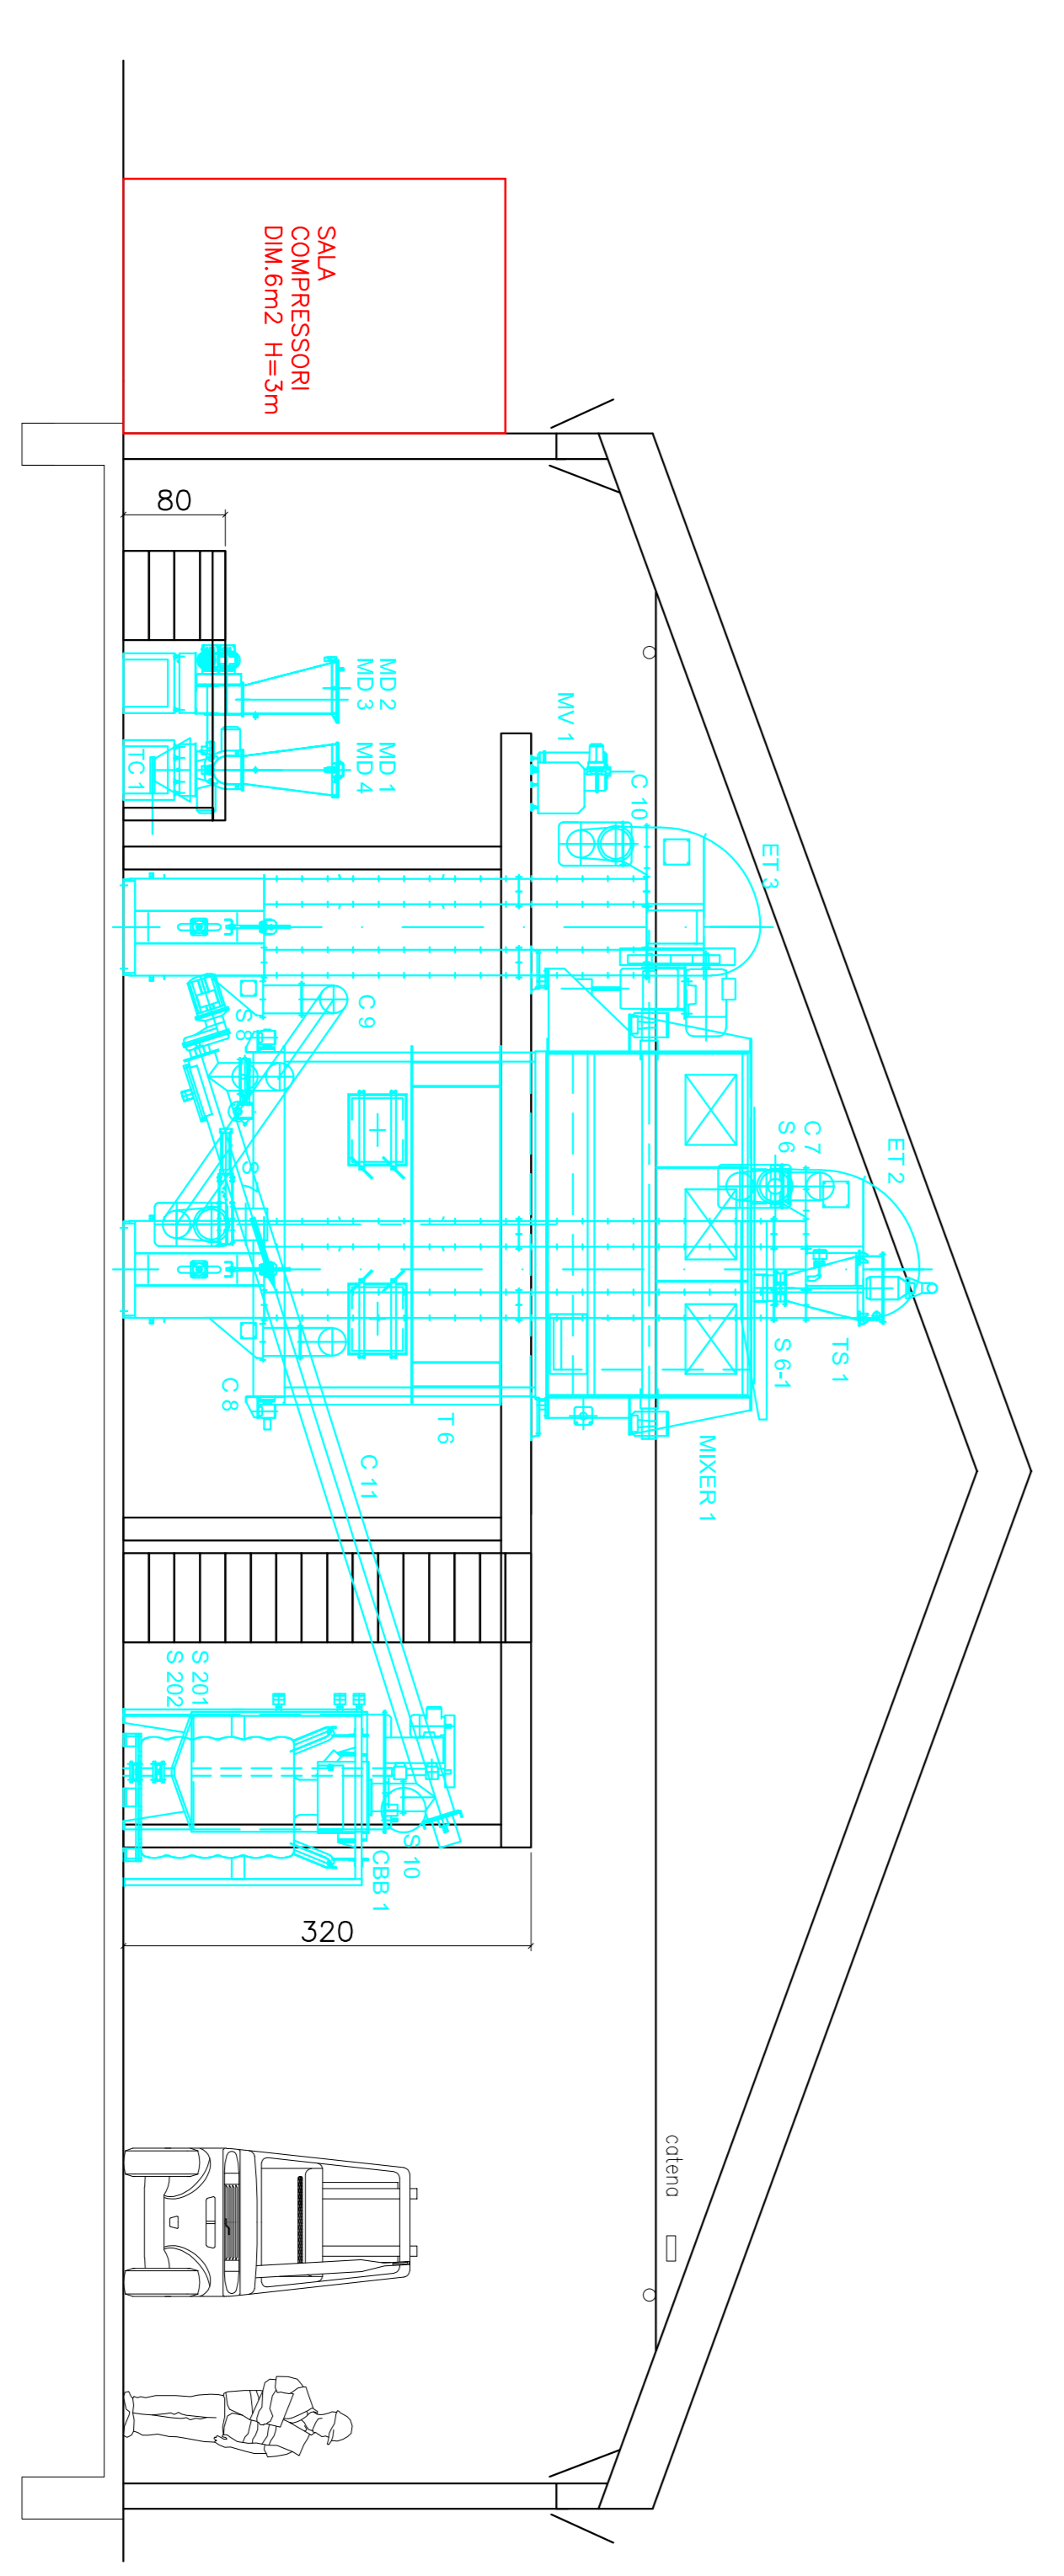 SALA
COMPRESSORI
DIM.6m2 H=3m
80
MD 2
MD 3
MD 1
MD 4
TC 1
MV 1
C 10
ET 3
C 9
S 8
S 7
C 7
S 6
ET 2
TS 1
S 6-1
C 8
T 6
C 11
MIXER 1
S 201
S 202
S 10
CBB 1
320
catena